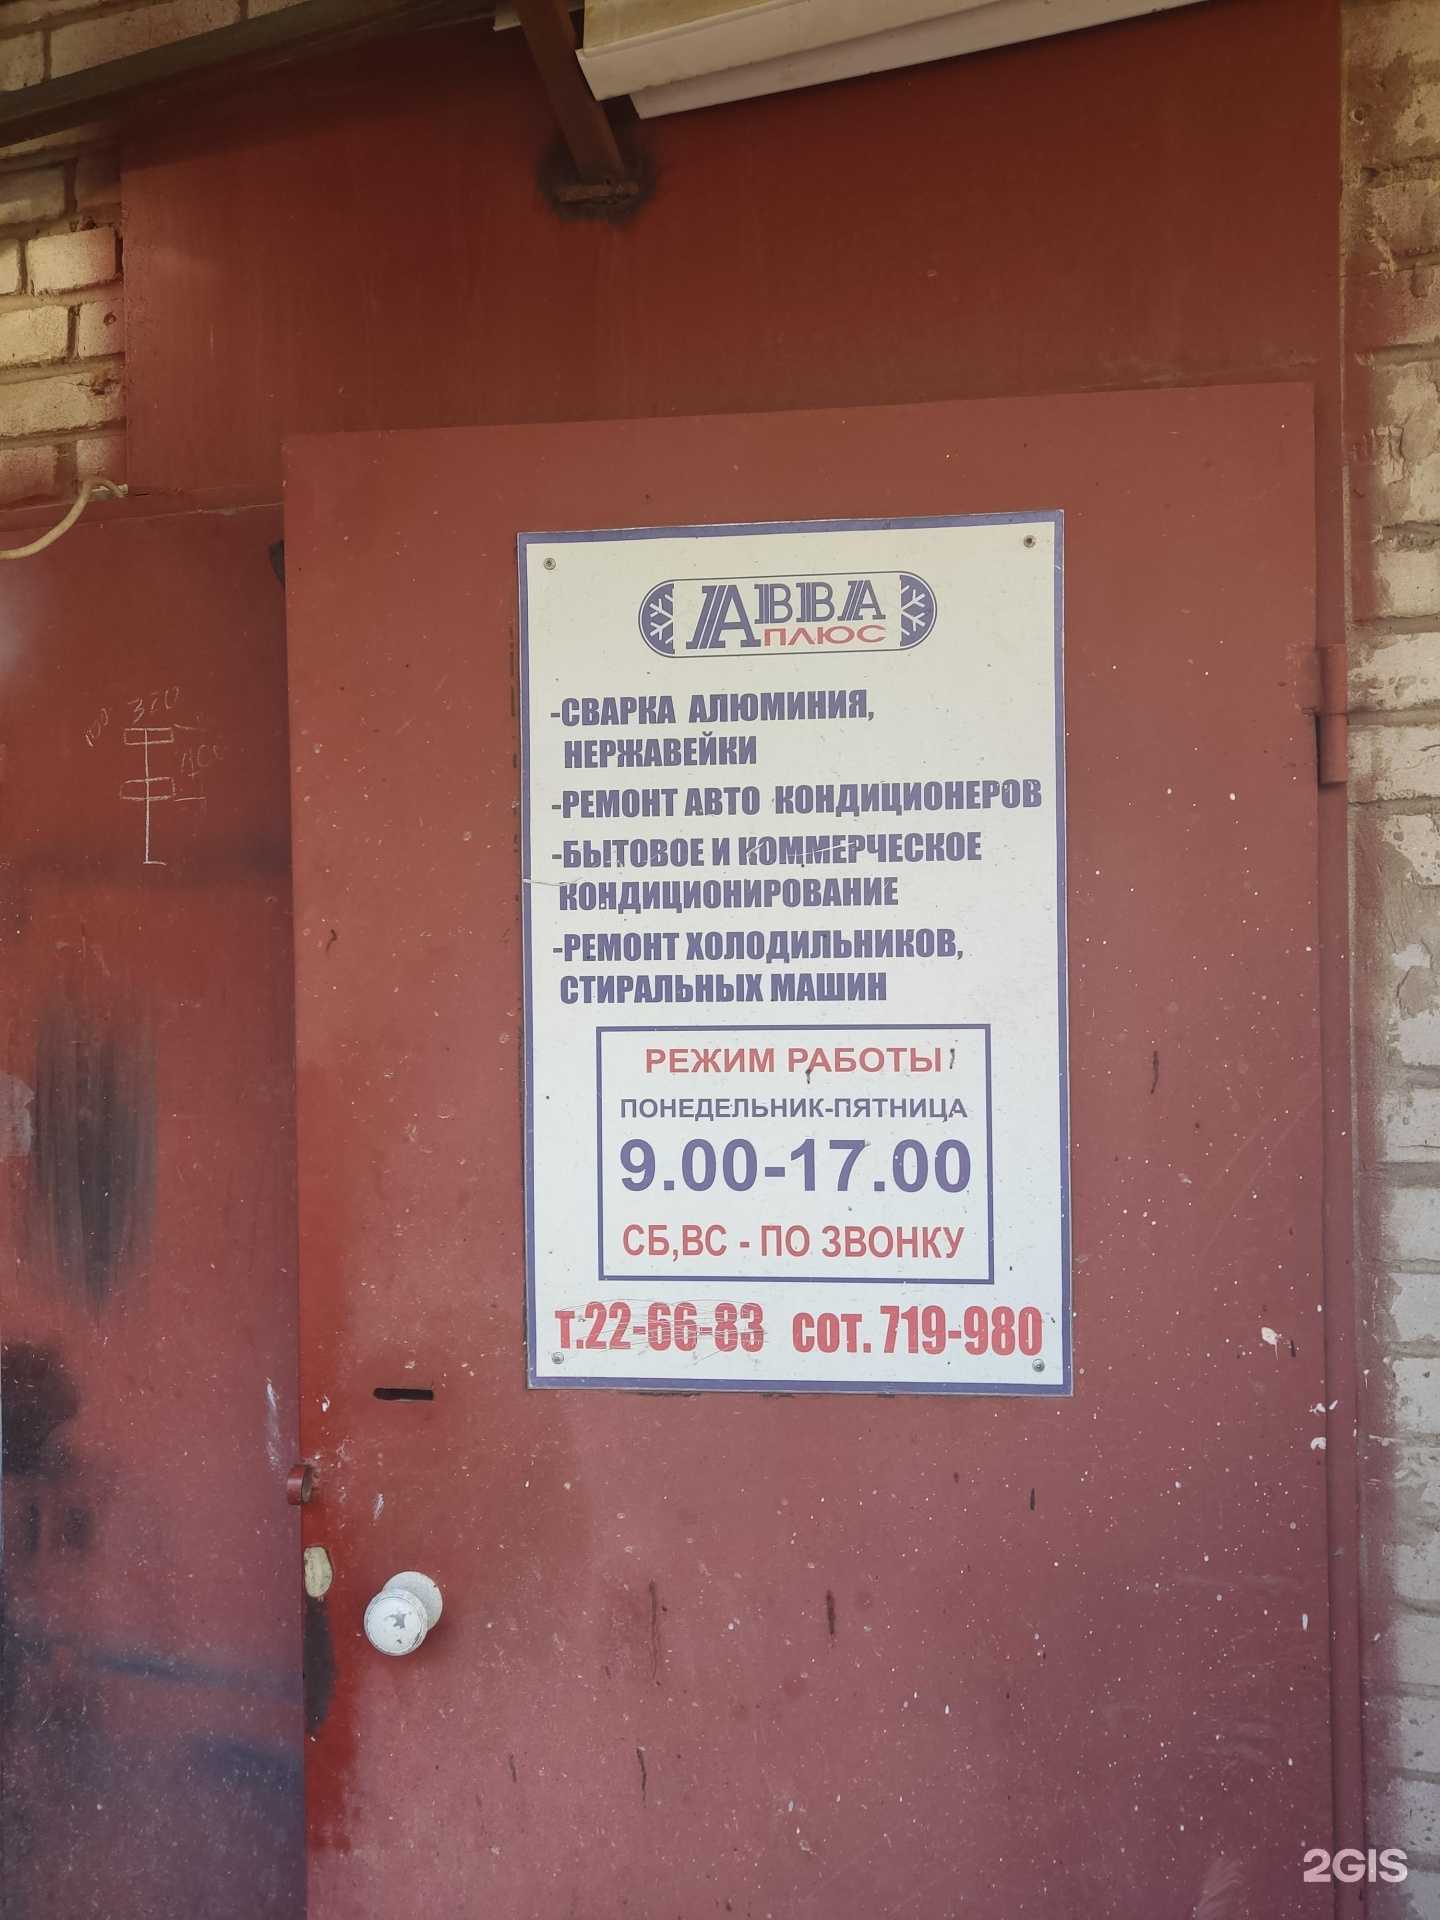 АВВА
ПЛЮС
-СВАРКА АЛЮМИНИЯ,
НЕРЖАВЕЙКИ
-РЕМОНТ АВТО КОНДИЦИОНЕРОВ
-БЫТОВОЕ И КОММЕРЧЕСКОЕ
КОНДИЦИОНИРОВАНИЕ
-РЕМОНТ ХОЛОДИЛЬНИКОВ,
СТИРАЛЬНЫХ МАШИН
РЕЖИМ РАБОТЫ
ПОНЕДЕЛЬНИК-ПЯТНИЦА
9.00-17.00
СБ,ВС - ПО ЗВОНКУ
т.22-66-83 сот. 719-980
2GIS